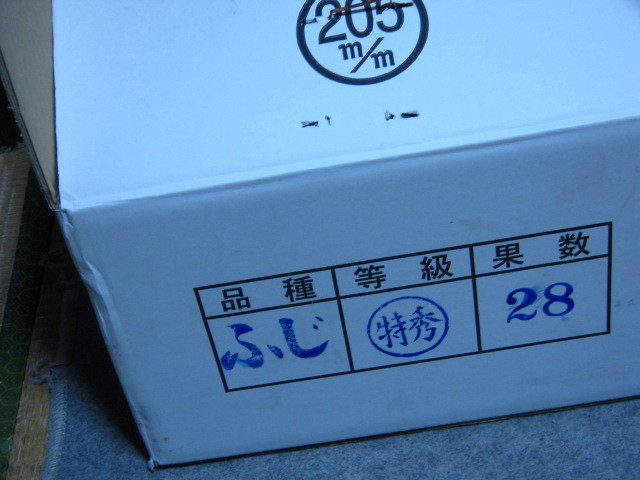 205
m/m
品種 等級 果数
ふじ 特秀 28